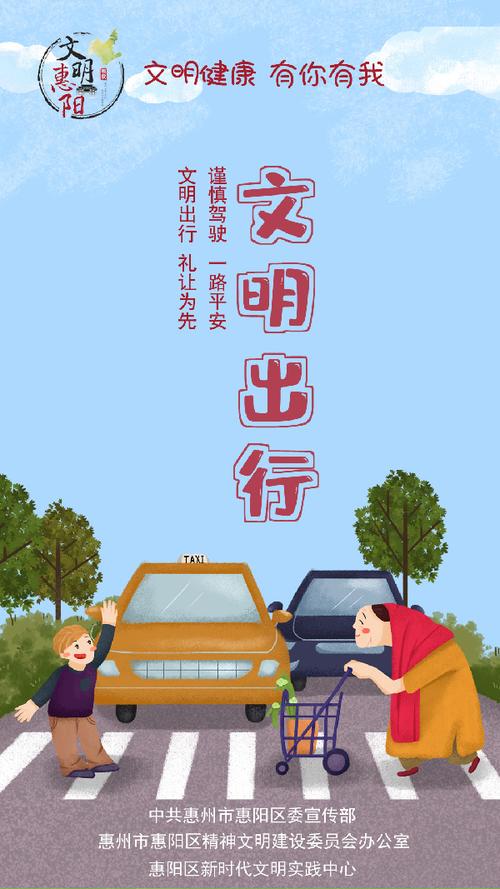 文明惠阳
文明健康 有你有我
文明出行
谨慎驾驶 一路平安
文明出行 礼让为先
TAXI
中共惠州市惠阳区委宣传部
惠州市惠阳区精神文明建设委员会办公室
惠阳区新时代文明实践中心